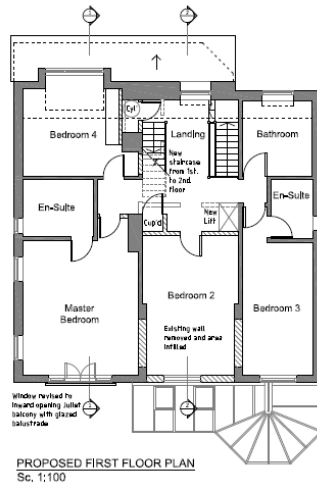 Cyl
Bedroom 4
Landing
Bathroom
New
staircase
from 1st.
to 2nd.
floor
En-Suite
En-Suite
Cup'd
New
Lift
Master
Bedroom
Bedroom 2
Bedroom 3
Existing wall
removed and area
infilled
Window revised to
inward opening Juliet
balcony with glazed
balustrade
PROPOSED FIRST FLOOR PLAN
Sc. 1:100